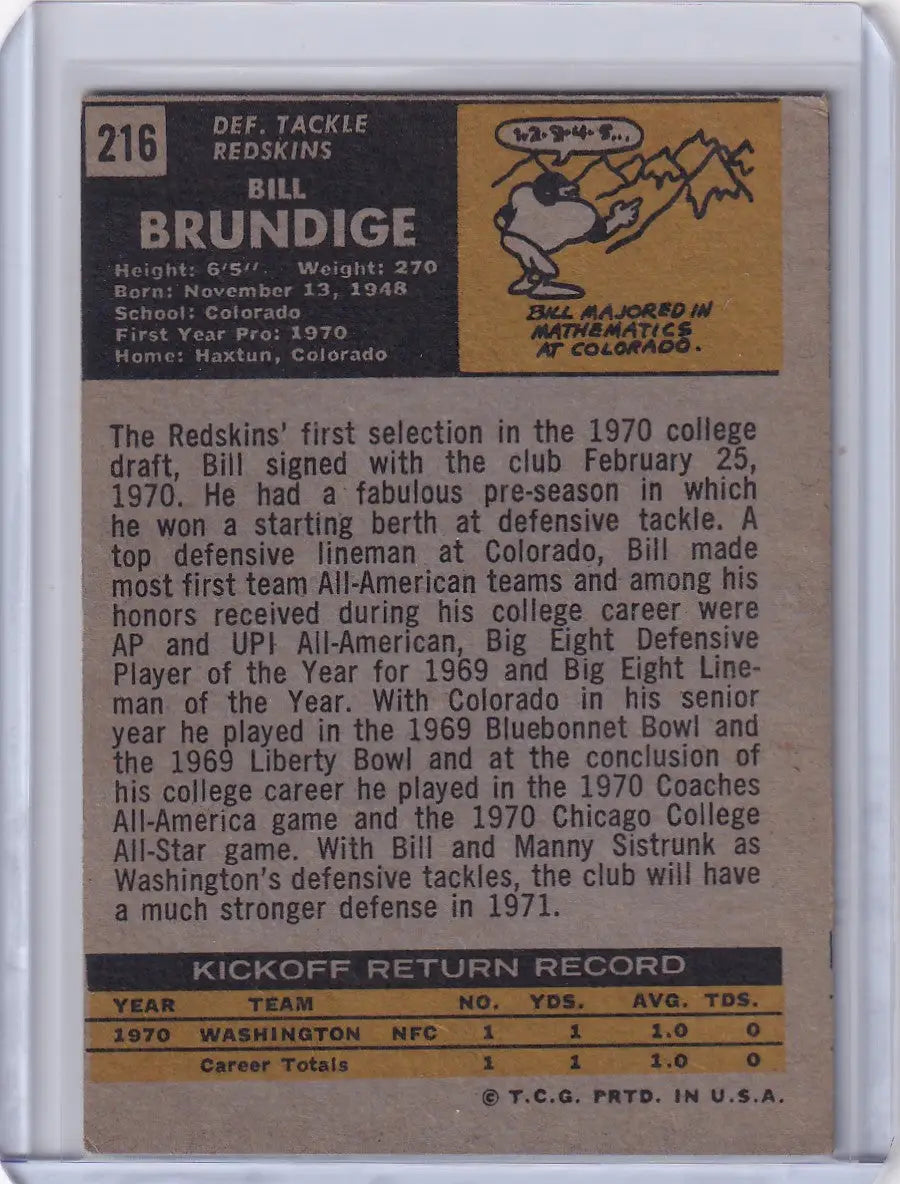 216
DEF. TACKLE
REDSKINS
BILL
BRUNDIGE
Height: 6'5". Weight: 270
Born: November 13, 1948
School: Colorado
First Year Pro: 1970
Home: Haxtun, Colorado
1.2.3.4.5...
BILL MAJORED IN
MATHEMATICS
AT COLORADO.
The Redskins' first selection in the 1970 college
draft, Bill signed with the club February 25,
1970. He had a fabulous pre-season in which
he won a starting berth at defensive tackle. A
top defensive lineman at Colorado, Bill made
most first team All-American teams and among his
honors received during his college career were
AP and UPI All-American, Big Eight Defensive
Player of the Year for 1969 and Big Eight Line-
man of the Year. With Colorado in his senior
year he played in the 1969 Bluebonnet Bowl and
the 1969 Liberty Bowl and at the conclusion of
his college career he played in the 1970 Coaches
All-America game and the 1970 Chicago College
All-Star game. With Bill and Manny Sistrunk as
Washington's defensive tackles, the club will have
a much stronger defense in 1971.
KICKOFF RETURN RECORD
YEAR TEAM NO. YDS. AVG. TDS.
1970 WASHINGTON NFC 1 1 1.0 0
Career Totals 1 1 1.0 0
© T.C.G. PRTD. IN U.S.A.